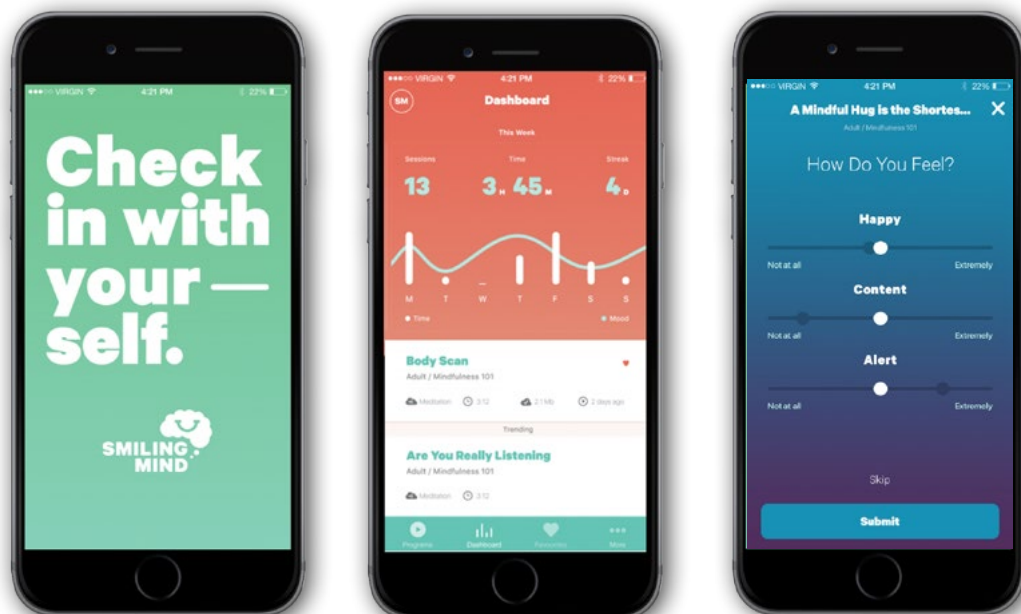 VIRGIN 4:21 PM 22%
Check
in with
your—
self.
SMILING
MIND
VIRGIN 4:21 PM 22%
SM Dashboard
This Week
Sessions Time Streak
13 3 H 45 M 4 D
M T W T F S S
Time Mood
Body Scan
Adult / Mindfulness 101
Meditation 3:12 2.1 Mb 2 days ago
Trending
Are You Really Listening
Adult / Mindfulness 101
Meditation 3:12
Programs Dashboard Favourites More
VIRGIN 4:21 PM 22%
A Mindful Hug is the Shortes...
Adult / Mindfulness 101
How Do You Feel?
Happy
Not at all Extremely
Content
Not at all Extremely
Alert
Not at all Extremely
Skip
Submit